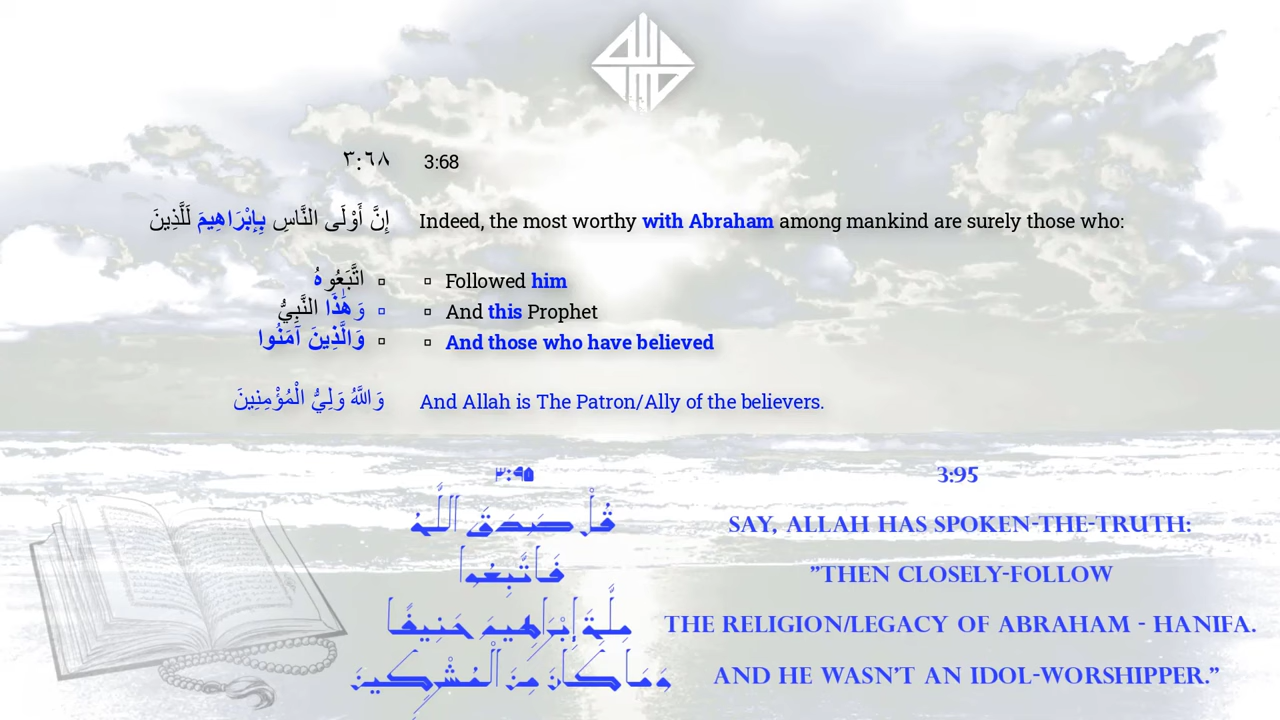 ٣:٦٨ 3:68
إِنَّ أَوْلَى النَّاسِ بِإِبْرَاهِيمَ لَلَّذِينَ
Indeed, the most worthy with Abraham among mankind are surely those who:
اتَّبَعُوهُ
Followed him
وَهَٰذَا النَّبِيُّ
And this Prophet
وَالَّذِينَ آمَنُوا
And those who have believed
وَاللَّهُ وَلِيُّ الْمُؤْمِنِينَ
And Allah is The Patron/Ally of the believers.
٣:٩٥ 3:95
قُلْ صَدَقَ اللَّهُ
SAY, ALLAH HAS SPOKEN-THE-TRUTH:
فَاتَّبِعُوا
”THEN CLOSELY-FOLLOW
مِلَّةَ إِبْرَاهِيمَ حَنِيفًا
THE RELIGION/LEGACY OF ABRAHAM - HANIFA.
وَمَا كَانَ مِنَ الْمُشْرِكِينَ
AND HE WASN'T AN IDOL-WORSHIPPER.”